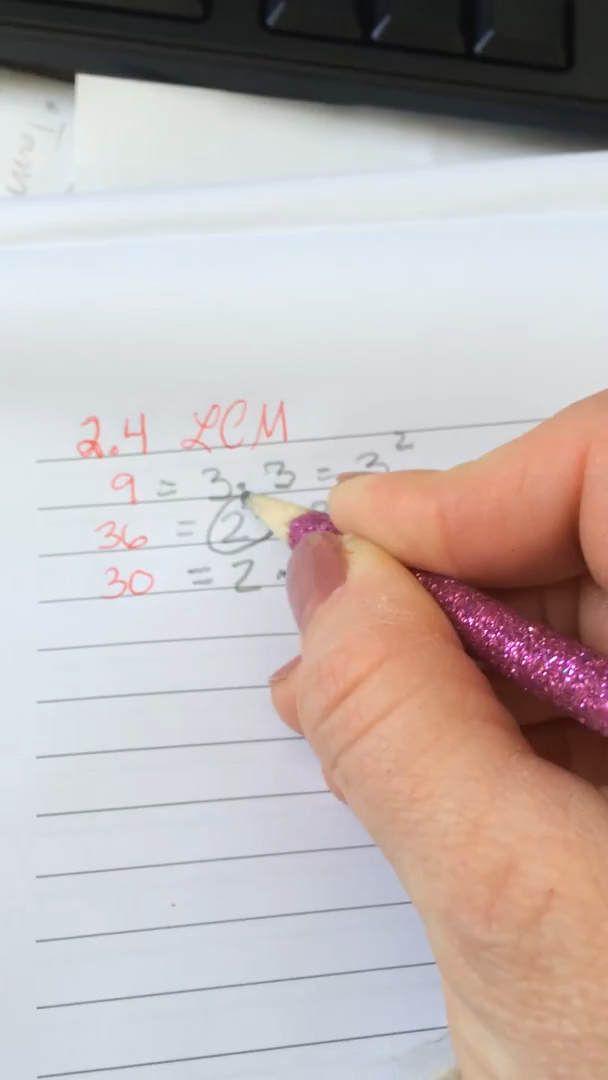 2.4 LCM
9 = 3 · 3 = 3²
36 = 2
30 = 2 ·